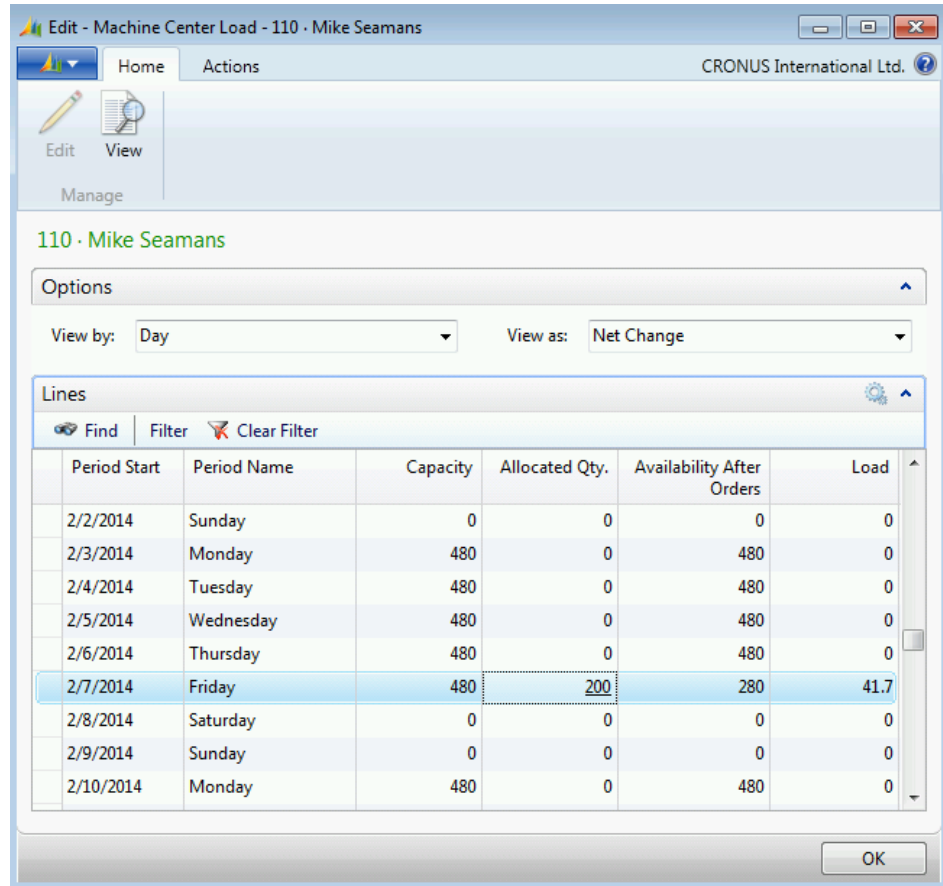 Edit - Machine Center Load - 110 · Mike Seamans
Home Actions CRONUS International Ltd.
Edit View
Manage
110 · Mike Seamans
Options
View by: Day View as: Net Change
Lines
Find Filter Clear Filter
Period Start Period Name Capacity Allocated Qty. Availability After Orders Load
2/2/2014 Sunday 0 0 0 0
2/3/2014 Monday 480 0 480 0
2/4/2014 Tuesday 480 0 480 0
2/5/2014 Wednesday 480 0 480 0
2/6/2014 Thursday 480 0 480 0
2/7/2014 Friday 480 200 280 41.7
2/8/2014 Saturday 0 0 0 0
2/9/2014 Sunday 0 0 0 0
2/10/2014 Monday 480 0 480 0
OK